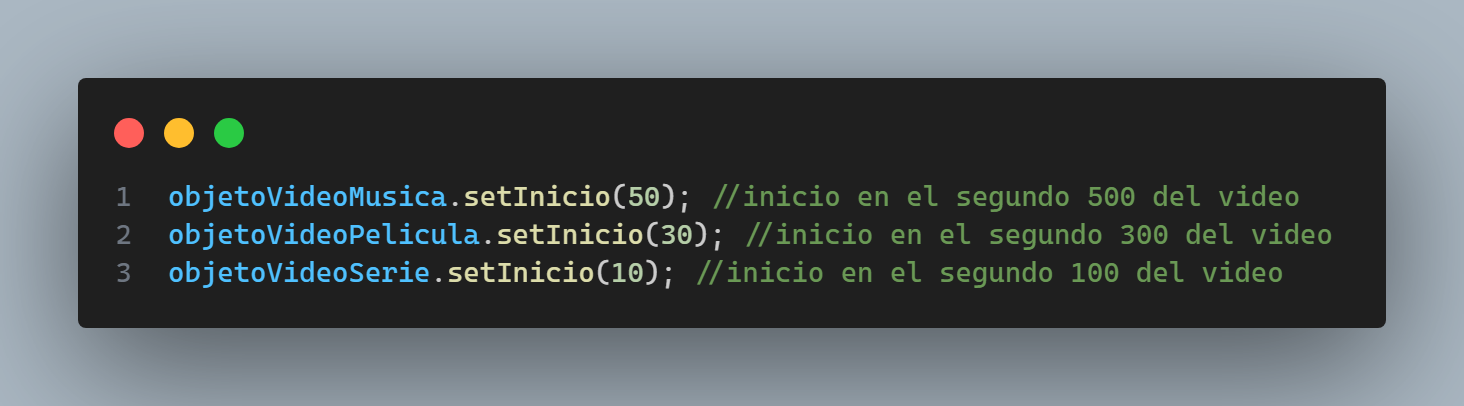 1 objetoVideoMusica.setInicio(50); //inicio en el segundo 500 del video
2 objetoVideoPelicula.setInicio(30); //inicio en el segundo 300 del video
3 objetoVideoSerie.setInicio(10); //inicio en el segundo 100 del video